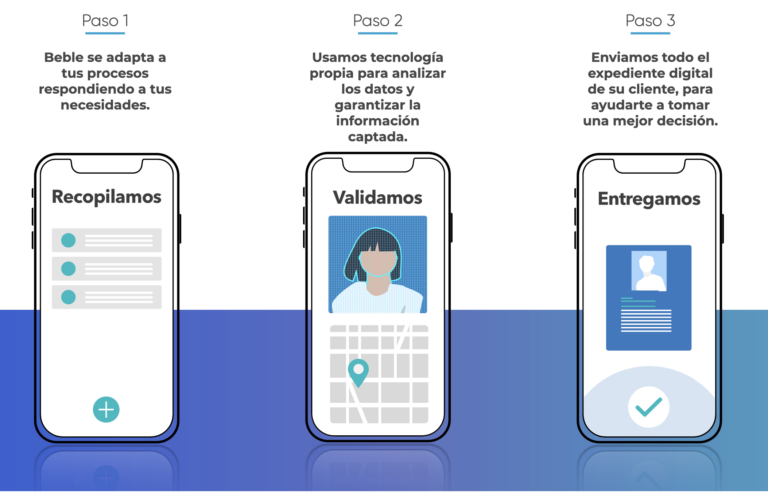 Paso 1
Beble se adapta a
tus procesos
respondiendo a tus
necesidades.
Recopilamos
Paso 2
Usamos tecnología
propia para analizar
los datos y
garantizar la
información
captada.
Validamos
Paso 3
Enviamos todo el
expediente digital
de su cliente, para
ayudarte a tomar
una mejor decisión.
Entregamos